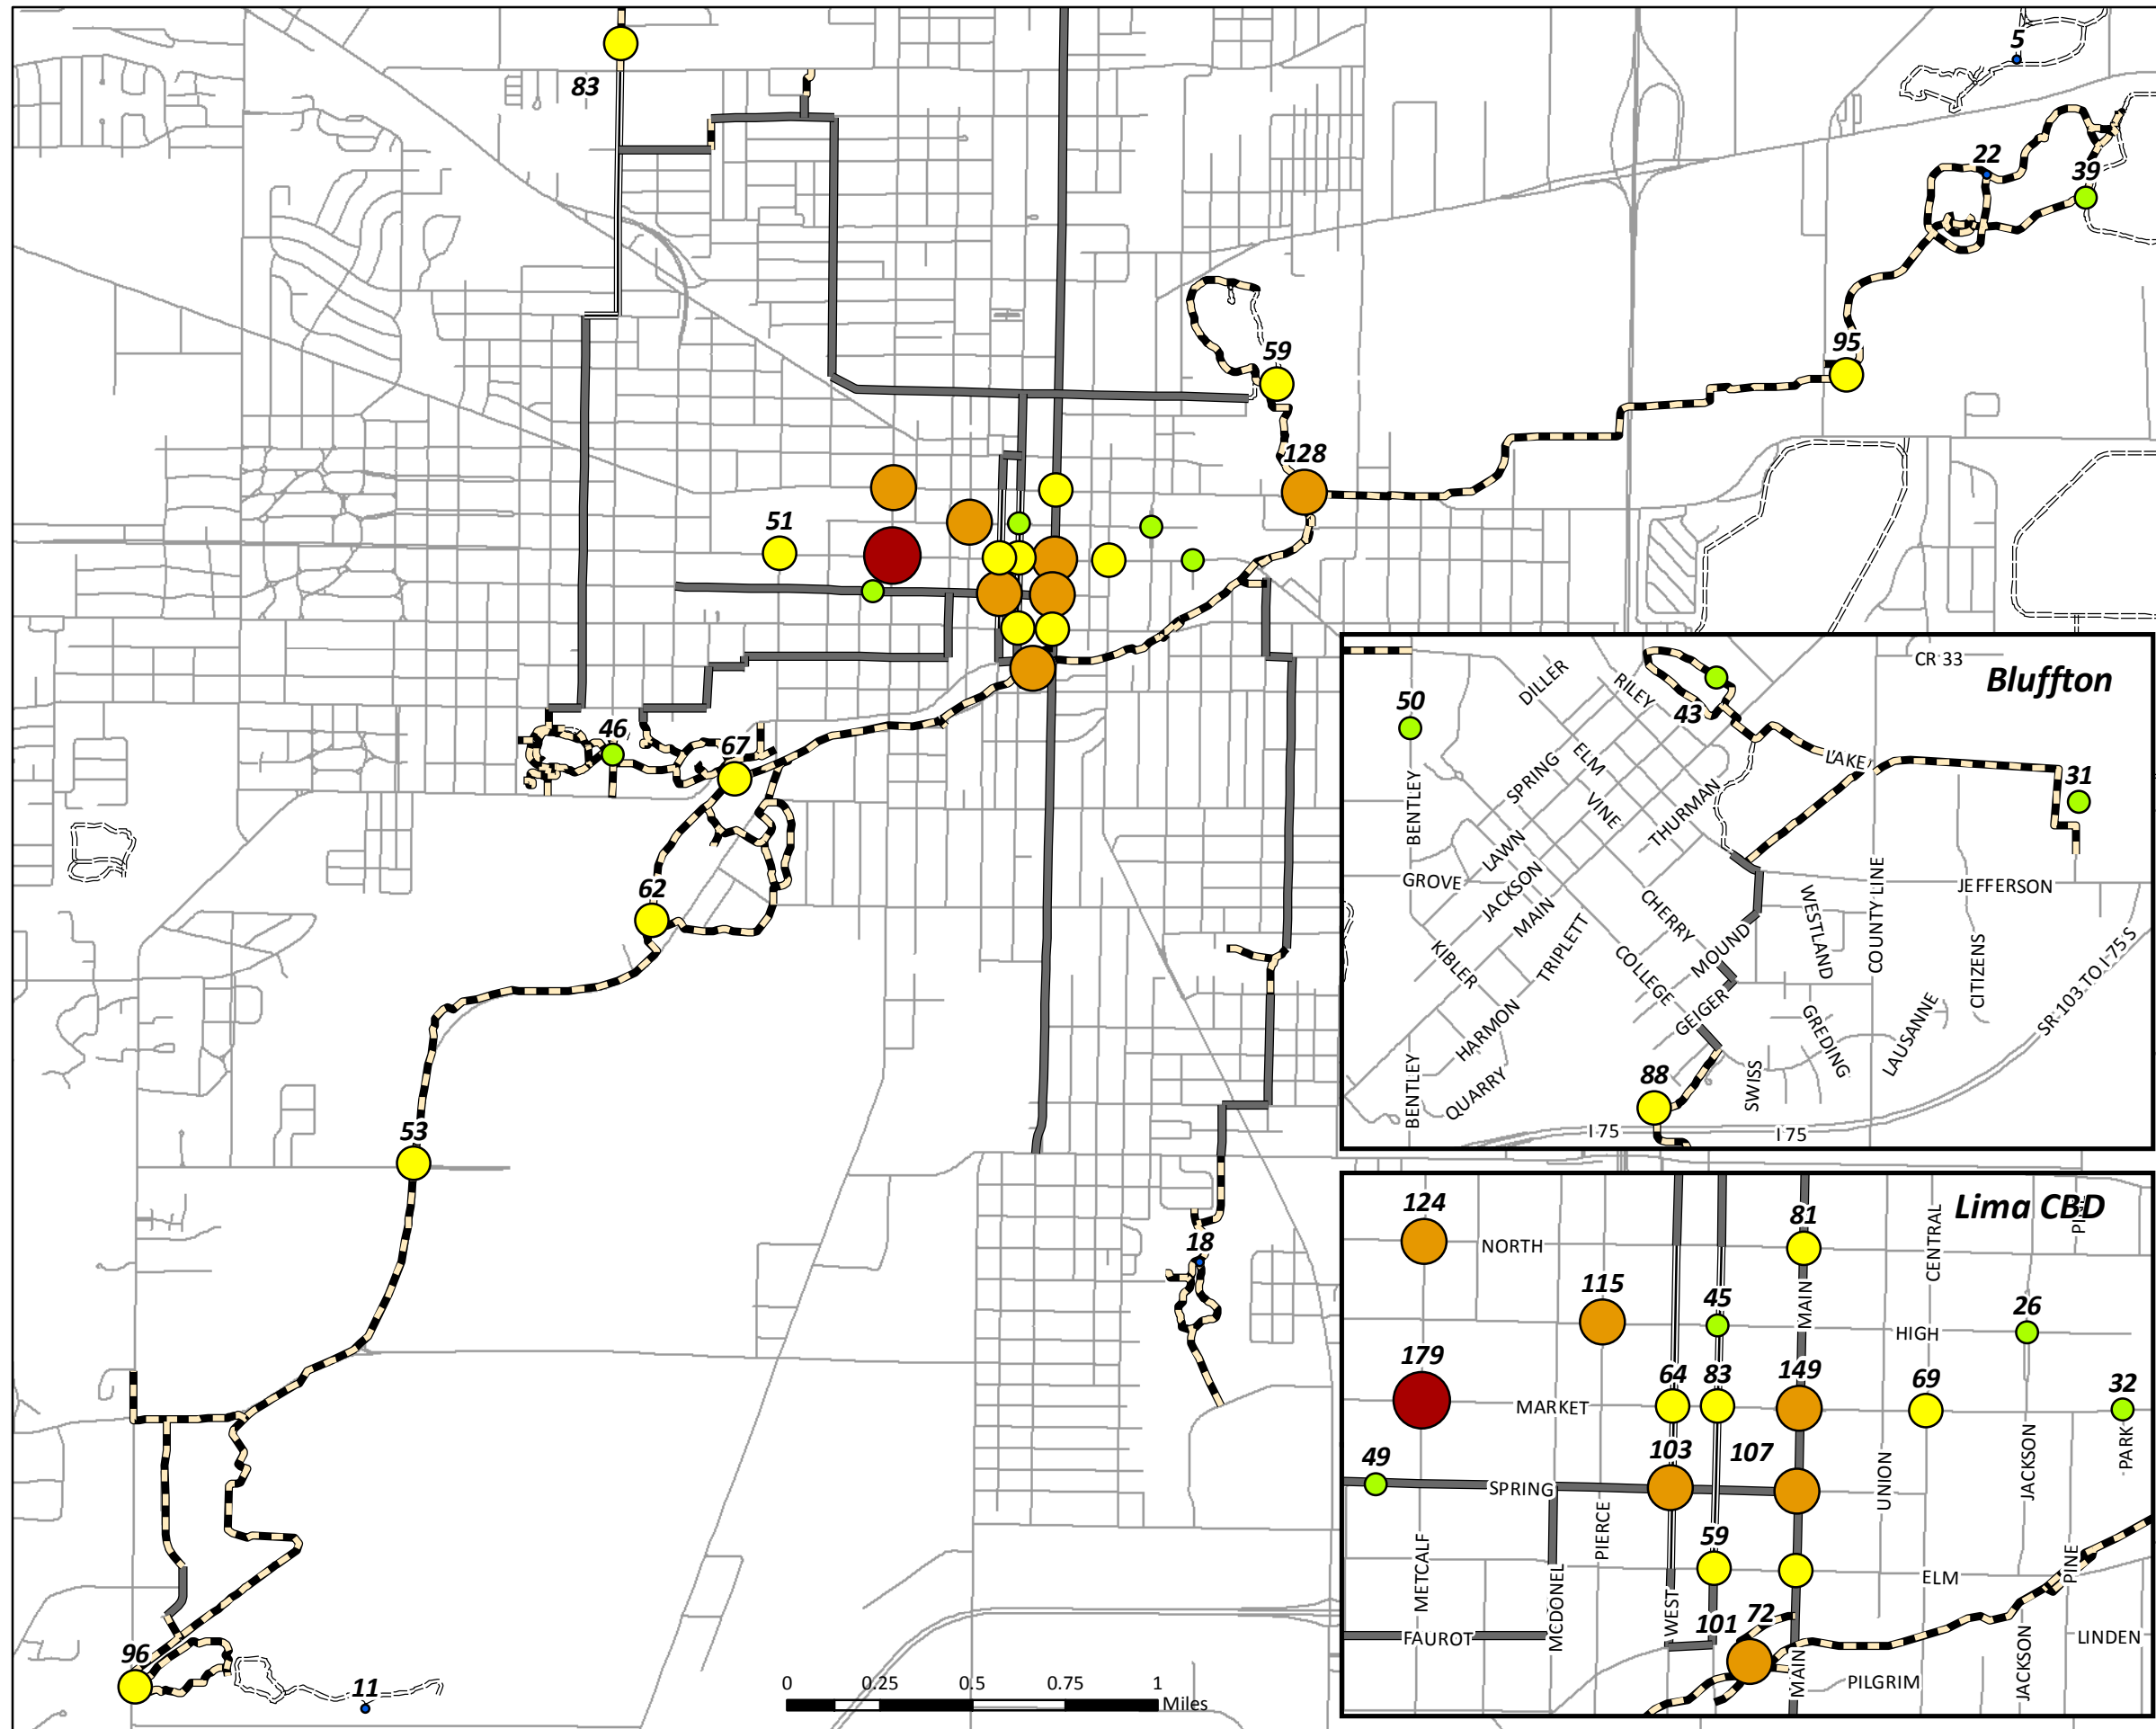 5
83
22
39
59
95
128
51
46
67
62
53
18
96
11
0
0.25
0.5
0.75
1
Miles
Bluffton
CR 33
DILLER
RILEY
50
43
LAKE
31
SPRING
ELM
BENTLEY
VINE
THURMAN
LAWN
GROVE
JACKSON
MAIN
JEFFERSON
COUNTY LINE
CHERRY
WESTLAND
TRIPLETT
KIBLER
COLLEGE
MOUND
CITIZENS
SR 103 TO I-75 S
GEIGER
HARMON
GREDING
LAUSANNE
BENTLEY
QUARRY
88
SWISS
I 75
I 75
Lima CBD
124
81
NORTH
CENTRAL
115
45
MAIN
26
HIGH
179
64
83
149
69
32
MARKET
49
103
107
JACKSON
PARK
SPRING
UNION
PIERCE
METCALF
59
MCDONEL
WEST
ELM
PINE
101
72
FAUROT
LINDEN
MAIN
PILGRIM
JACKSON